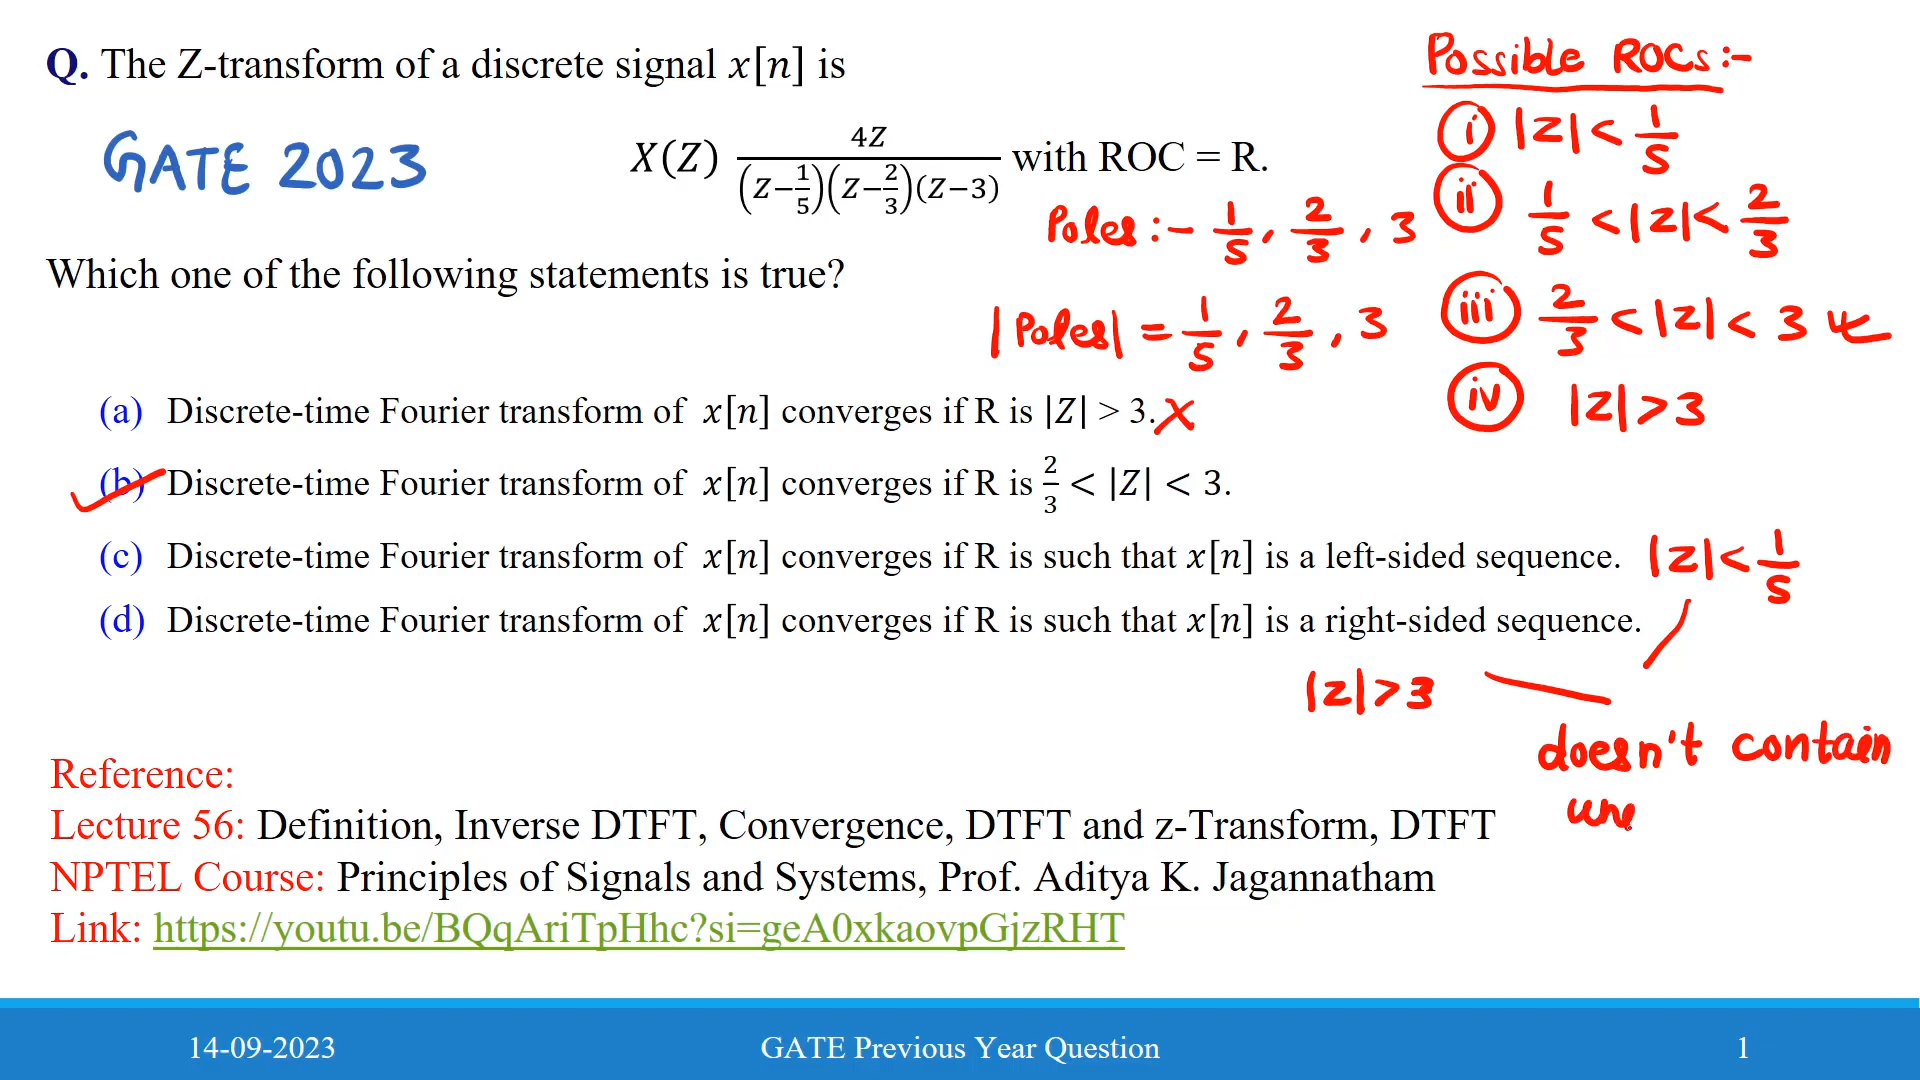 Q. The Z-transform of a discrete signal x[n] is
GATE 2023
X(Z) 4Z / (Z−1/5)(Z−2/3)(Z−3) with ROC = R.
Poles :- 1/5, 2/3, 3
Which one of the following statements is true?
|Poles| = 1/5, 2/3, 3
Possible ROCs :-
i |z| < 1/5
ii 1/5 < |z| < 2/3
iii 2/3 < |z| < 3
iv |z| > 3
(a) Discrete-time Fourier transform of x[n] converges if R is |Z| > 3. X
(b) Discrete-time Fourier transform of x[n] converges if R is 2/3 < |Z| < 3.
(c) Discrete-time Fourier transform of x[n] converges if R is such that x[n] is a left-sided sequence. |z| < 1/5
(d) Discrete-time Fourier transform of x[n] converges if R is such that x[n] is a right-sided sequence.
|z| > 3
doesn't contain
une
Reference:
Lecture 56: Definition, Inverse DTFT, Convergence, DTFT and z-Transform, DTFT
NPTEL Course: Principles of Signals and Systems, Prof. Aditya K. Jagannatham
Link: https://youtu.be/BQqAriTpHhc?si=geA0xkaovpGjzRHT
14-09-2023
GATE Previous Year Question
1